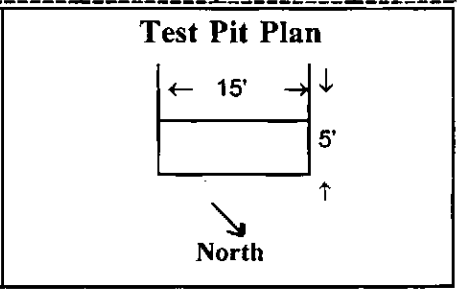 Test Pit Plan
← 15' → ↓
5'
↑
North